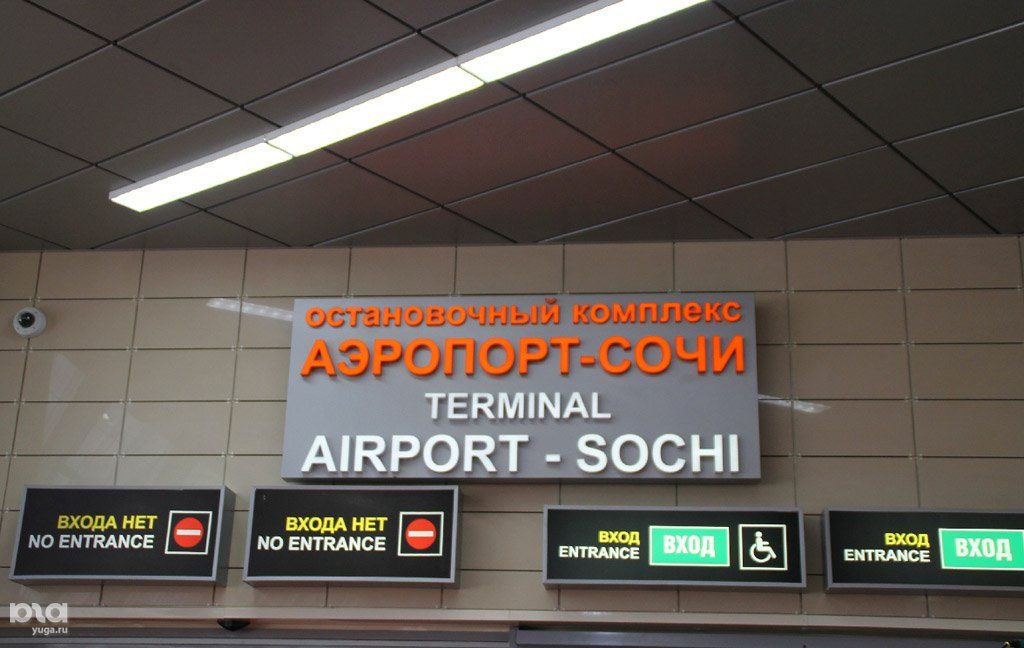 остановочный комплекс
АЭРОПОРТ-СОЧИ
TERMINAL
AIRPORT - SOCHI
ВХОДА НЕТ
NO ENTRANCE
ВХОДА НЕТ
NO ENTRANCE
ВХОД
ENTRANCE
ВХОД
ВХОД
ENTRANCE
ВХОД
yuga.ru